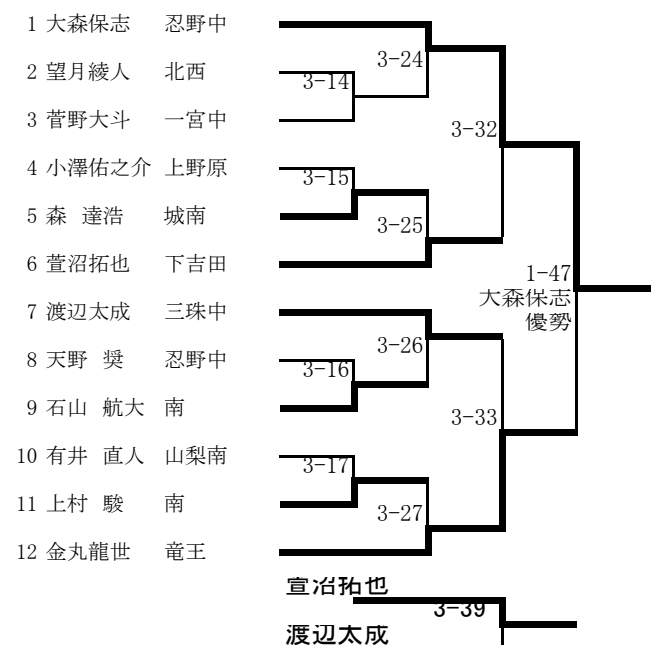 1 大森保志 忍野中
2 望月綾人 北西
3 菅野大斗 一宮中
4 小澤佑之介 上野原
5 森 達浩 城南
6 萱沼拓也 下吉田
7 渡辺太成 三珠中
8 天野 奨 忍野中
9 石山 航大 南
10 有井 直人 山梨南
11 上村 駿 南
12 金丸龍世 竜王
3-14
3-15
3-16
3-17
3-24
3-25
3-26
3-27
3-32
3-33
1-47
大森保志
優勢
萱沼拓也
3-39
渡辺太成